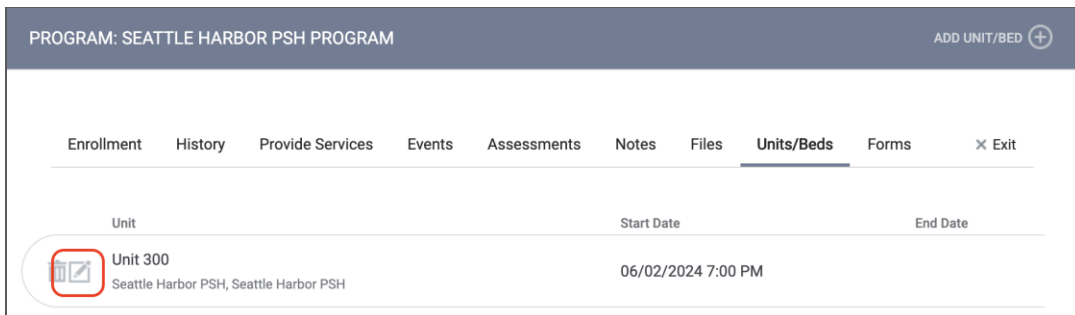 PROGRAM: SEATTLE HARBOR PSH PROGRAM ADD UNIT/BED
Enrollment History Provide Services Events Assessments Notes Files Units/Beds Forms × Exit
Unit Start Date End Date
Unit 300
06/02/2024 7:00 PM
Seattle Harbor PSH, Seattle Harbor PSH